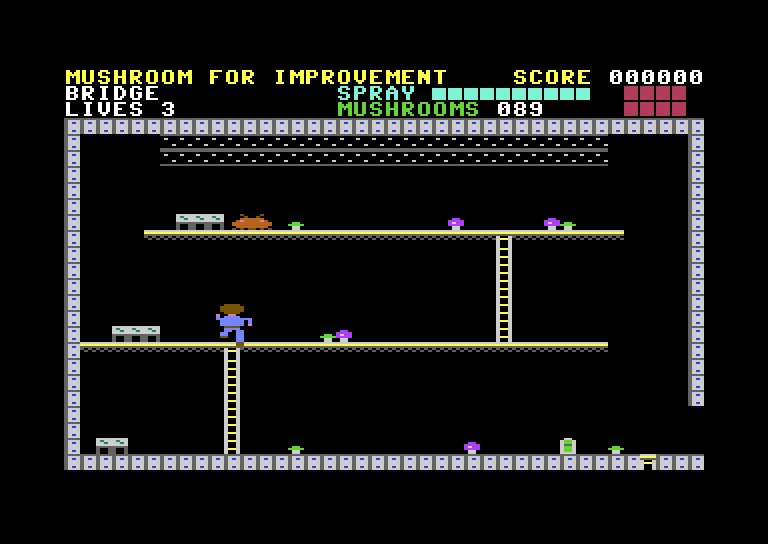 MUSHROOM FOR IMPROVEMENT SCORE 000000
BRIDGE SPRAY
LIVES 3 MUSHROOMS 089